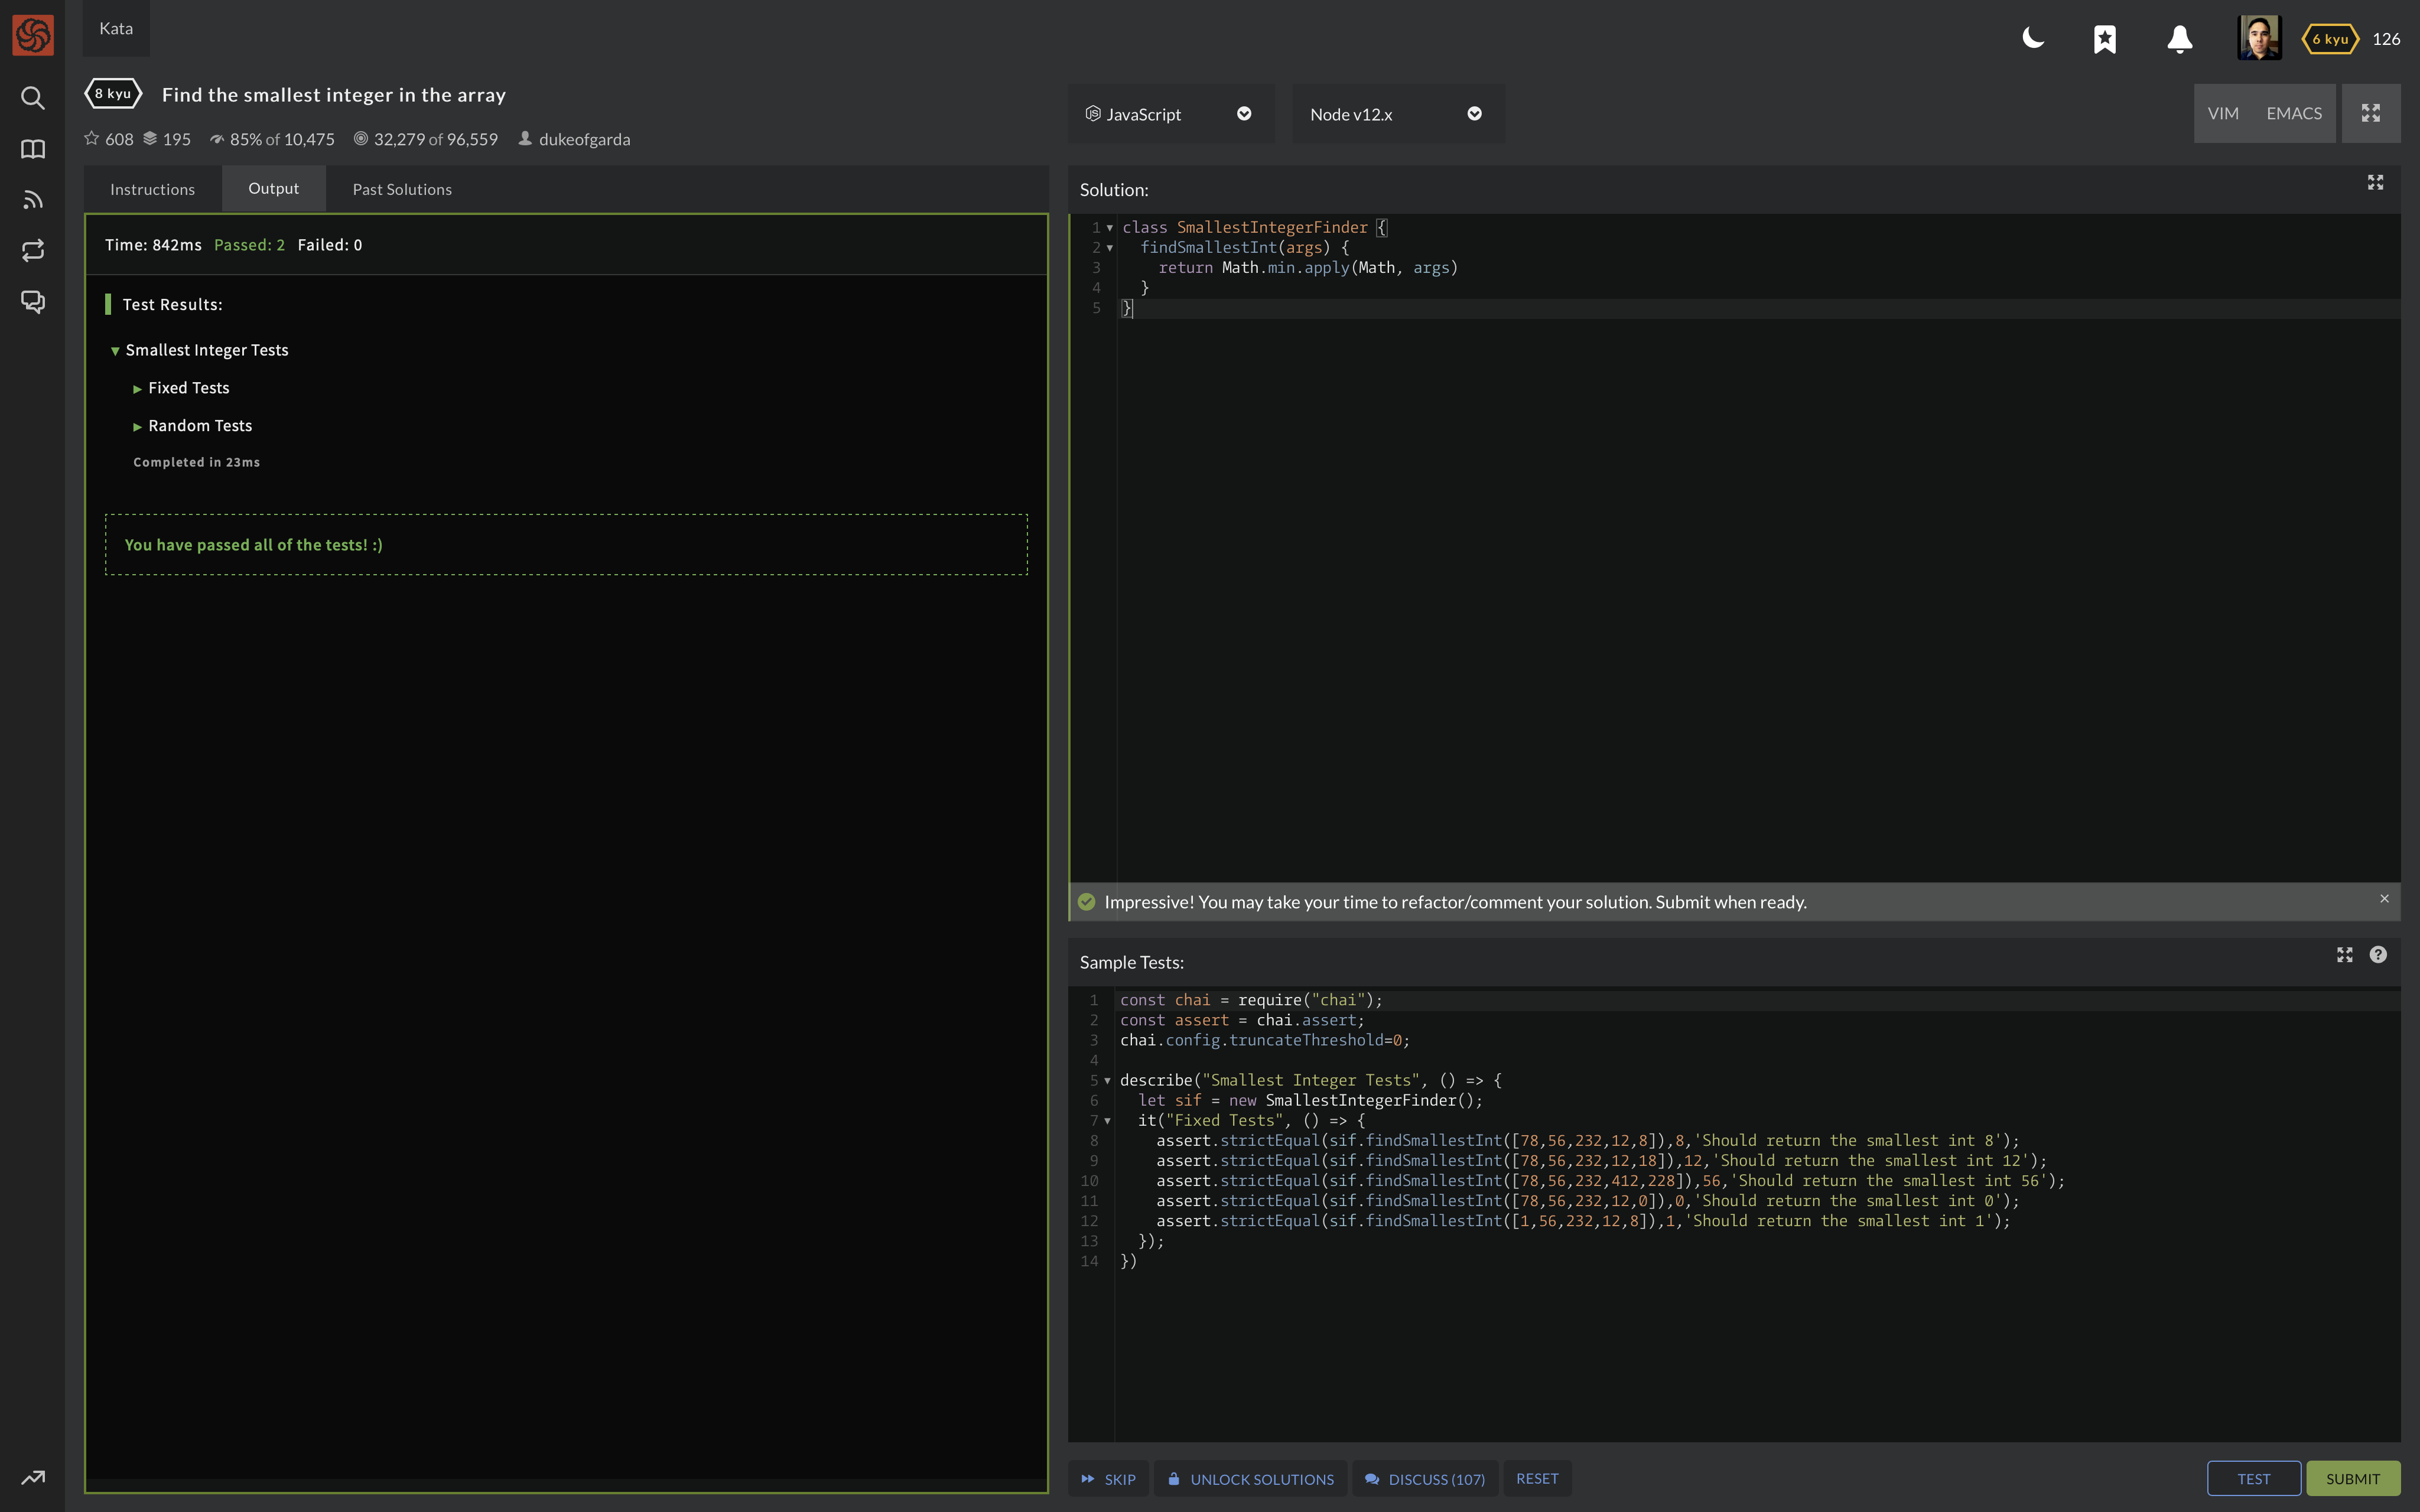 Kata
6 kyu 126
8 kyu Find the smallest integer in the array
608 195 85% of 10,475 32,279 of 96,559 dukeofgarda
JavaScript Node v12.x VIM EMACS
Instructions Output Past Solutions
Time: 842ms Passed: 2 Failed: 0
Test Results:
▼ Smallest Integer Tests
▶ Fixed Tests
▶ Random Tests
Completed in 23ms
You have passed all of the tests! :)
Solution:
1 class SmallestIntegerFinder {
2   findSmallestInt(args) {
3     return Math.min.apply(Math, args)
4   }
5 }
Impressive! You may take your time to refactor/comment your solution. Submit when ready. ×
Sample Tests: ?
1 const chai = require("chai");
2 const assert = chai.assert;
3 chai.config.truncateThreshold=0;
4
5 describe("Smallest Integer Tests", () => {
6   let sif = new SmallestIntegerFinder();
7   it("Fixed Tests", () => {
8     assert.strictEqual(sif.findSmallestInt([78,56,232,12,8]),8,'Should return the smallest int 8');
9     assert.strictEqual(sif.findSmallestInt([78,56,232,12,18]),12,'Should return the smallest int 12');
10     assert.strictEqual(sif.findSmallestInt([78,56,232,412,228]),56,'Should return the smallest int 56');
11     assert.strictEqual(sif.findSmallestInt([78,56,232,12,0]),0,'Should return the smallest int 0');
12     assert.strictEqual(sif.findSmallestInt([1,56,232,12,8]),1,'Should return the smallest int 1');
13   });
14 })
SKIP UNLOCK SOLUTIONS DISCUSS (107) RESET TEST SUBMIT